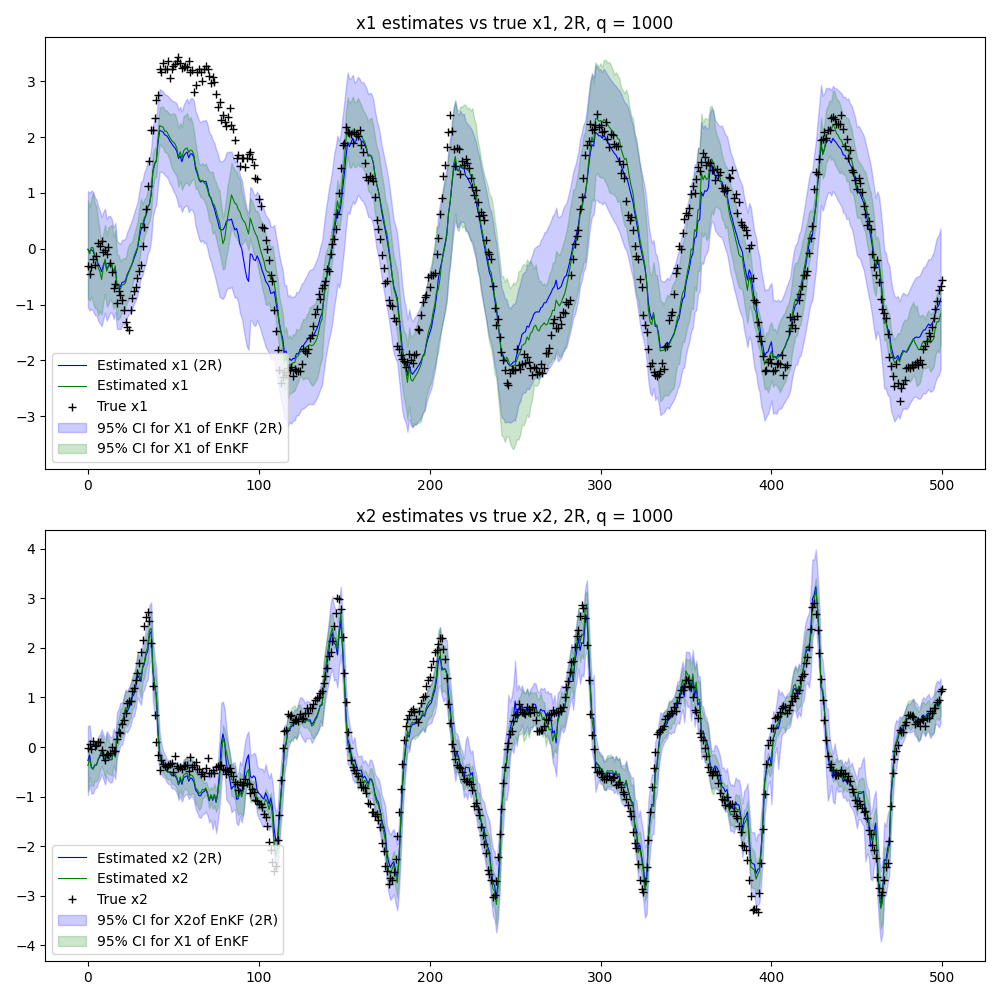 x1 estimates vs true x1, 2R, q = 1000
3
2
1
0
−1
−2
−3
Estimated x1 (2R)
Estimated x1
True x1
95% CI for X1 of EnKF (2R)
95% CI for X1 of EnKF
0 100 200 300 400 500
x2 estimates vs true x2, 2R, q = 1000
4
3
2
1
0
−1
−2
−3
−4
Estimated x2 (2R)
Estimated x2
True x2
95% CI for X2of EnKF (2R)
95% CI for X1 of EnKF
0 100 200 300 400 500